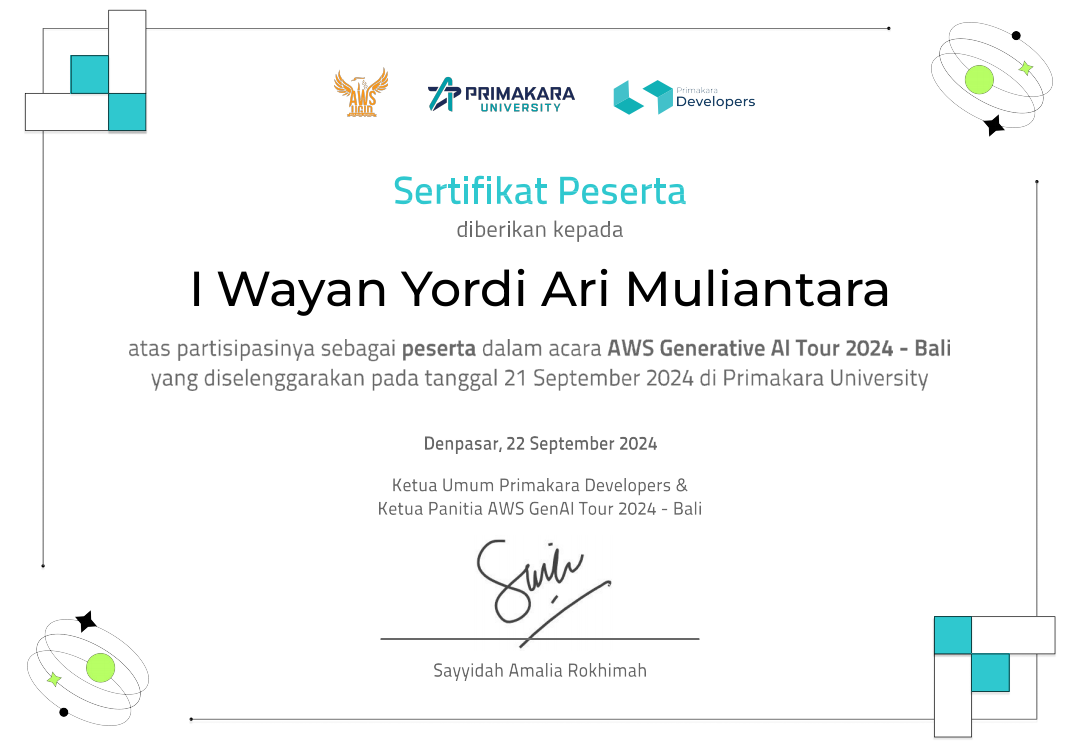 AWS
UGID
PRIMAKARA
UNIVERSITY
Primakara
Developers
Sertifikat Peserta
diberikan kepada
I Wayan Yordi Ari Muliantara
atas partisipasinya sebagai peserta dalam acara AWS Generative AI Tour 2024 - Bali
yang diselenggarakan pada tanggal 21 September 2024 di Primakara University
Denpasar, 22 September 2024
Ketua Umum Primakara Developers &
Ketua Panitia AWS GenAI Tour 2024 - Bali
Sayyidah Amalia Rokhimah